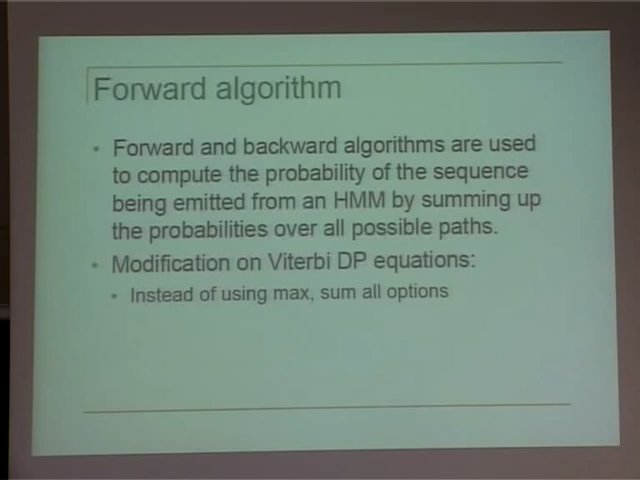 Forward algorithm
• Forward and backward algorithms are used
to compute the probability of the sequence
being emitted from an HMM by summing up
the probabilities over all possible paths.
• Modification on Viterbi DP equations:
• Instead of using max, sum all options